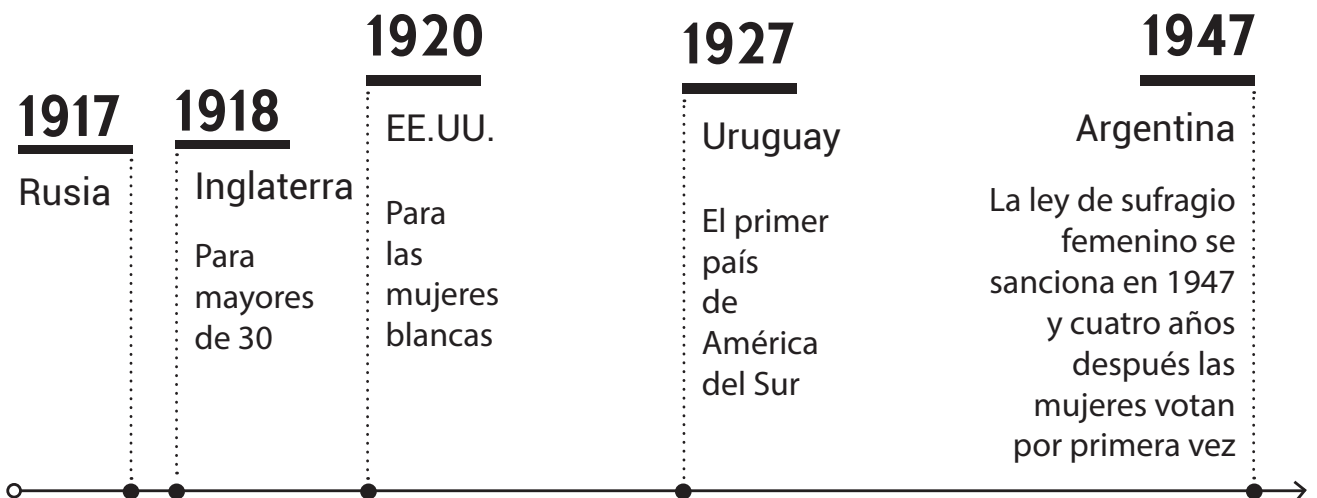 1917
Rusia
1918
Inglaterra
Para
mayores
de 30
1920
EE.UU.
Para
las
mujeres
blancas
1927
Uruguay
El primer
país
de
América
del Sur
1947
Argentina
La ley de sufragio
femenino se
sanciona en 1947
y cuatro años
después las
mujeres votan
por primera vez